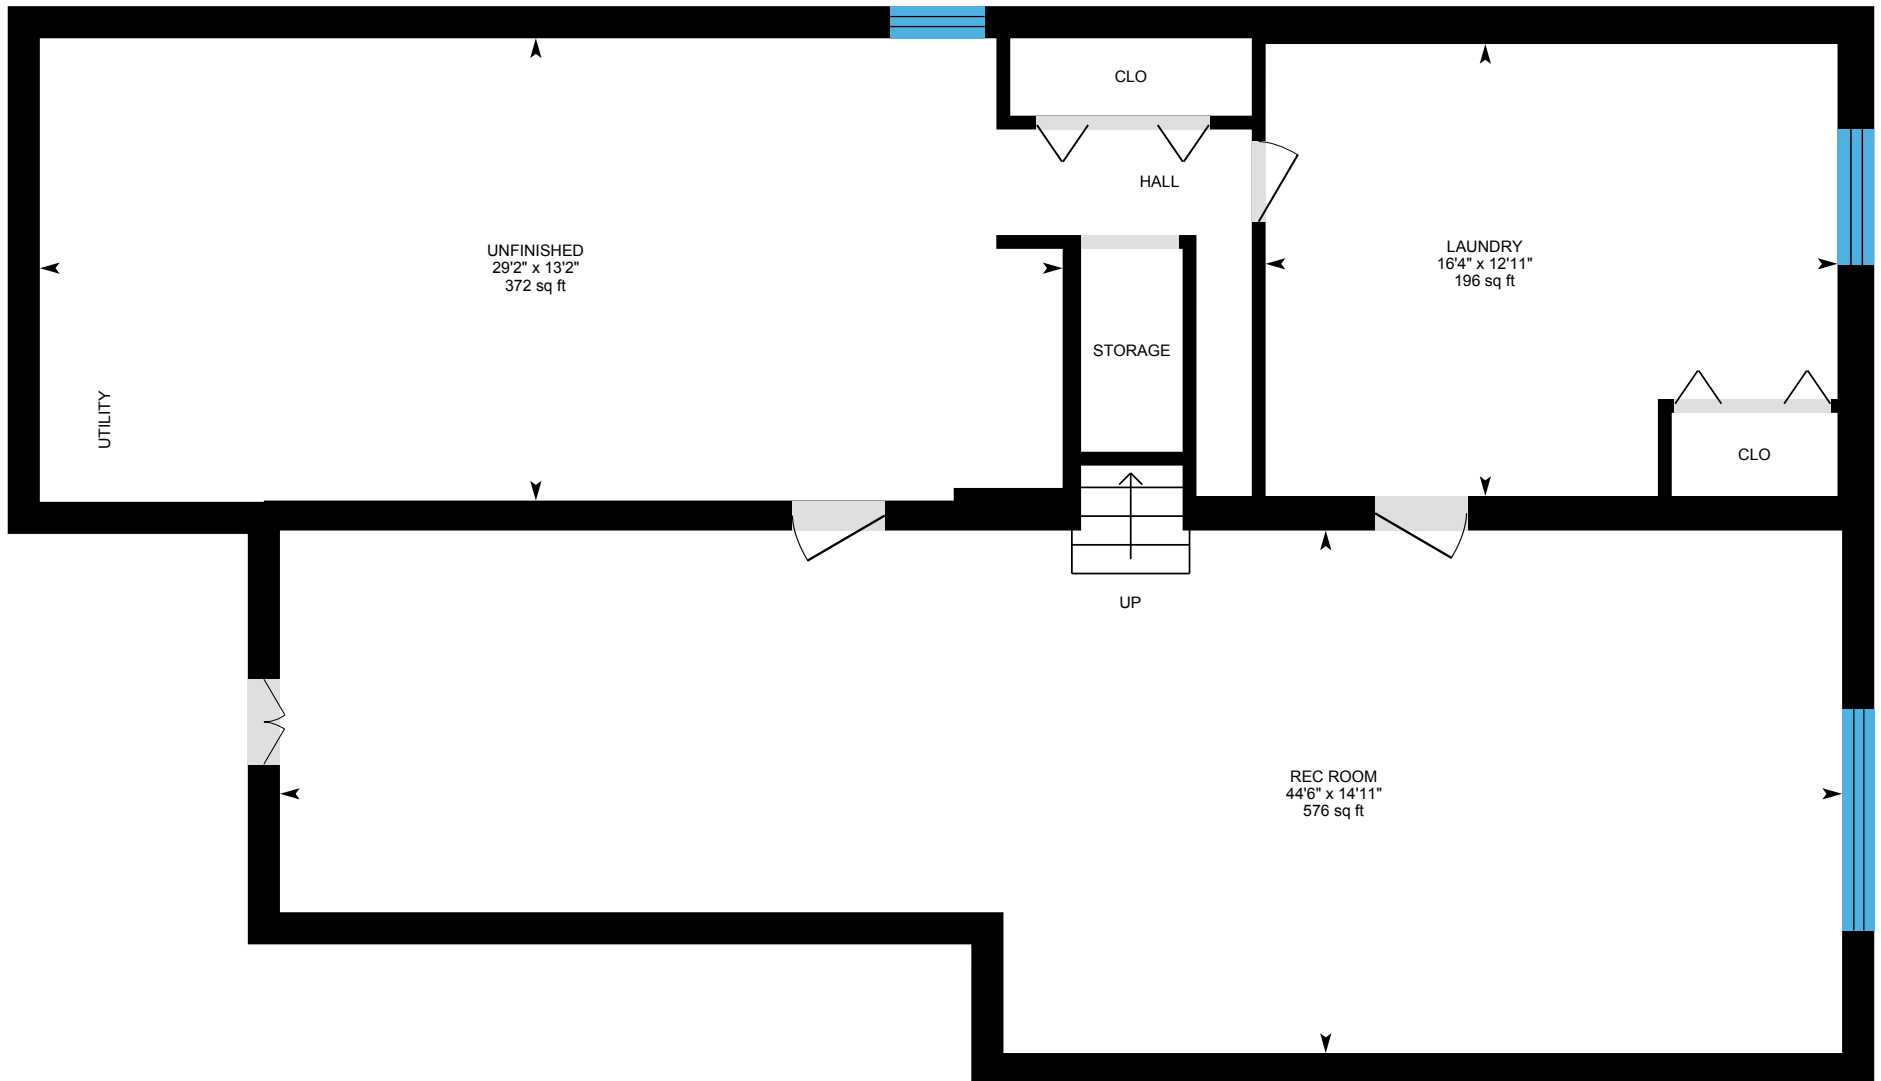 CLO
HALL
UNFINISHED
29'2" x 13'2"
372 sq ft
LAUNDRY
16'4" x 12'11"
196 sq ft
STORAGE
UTILITY
CLO
UP
REC ROOM
44'6" x 14'11"
576 sq ft